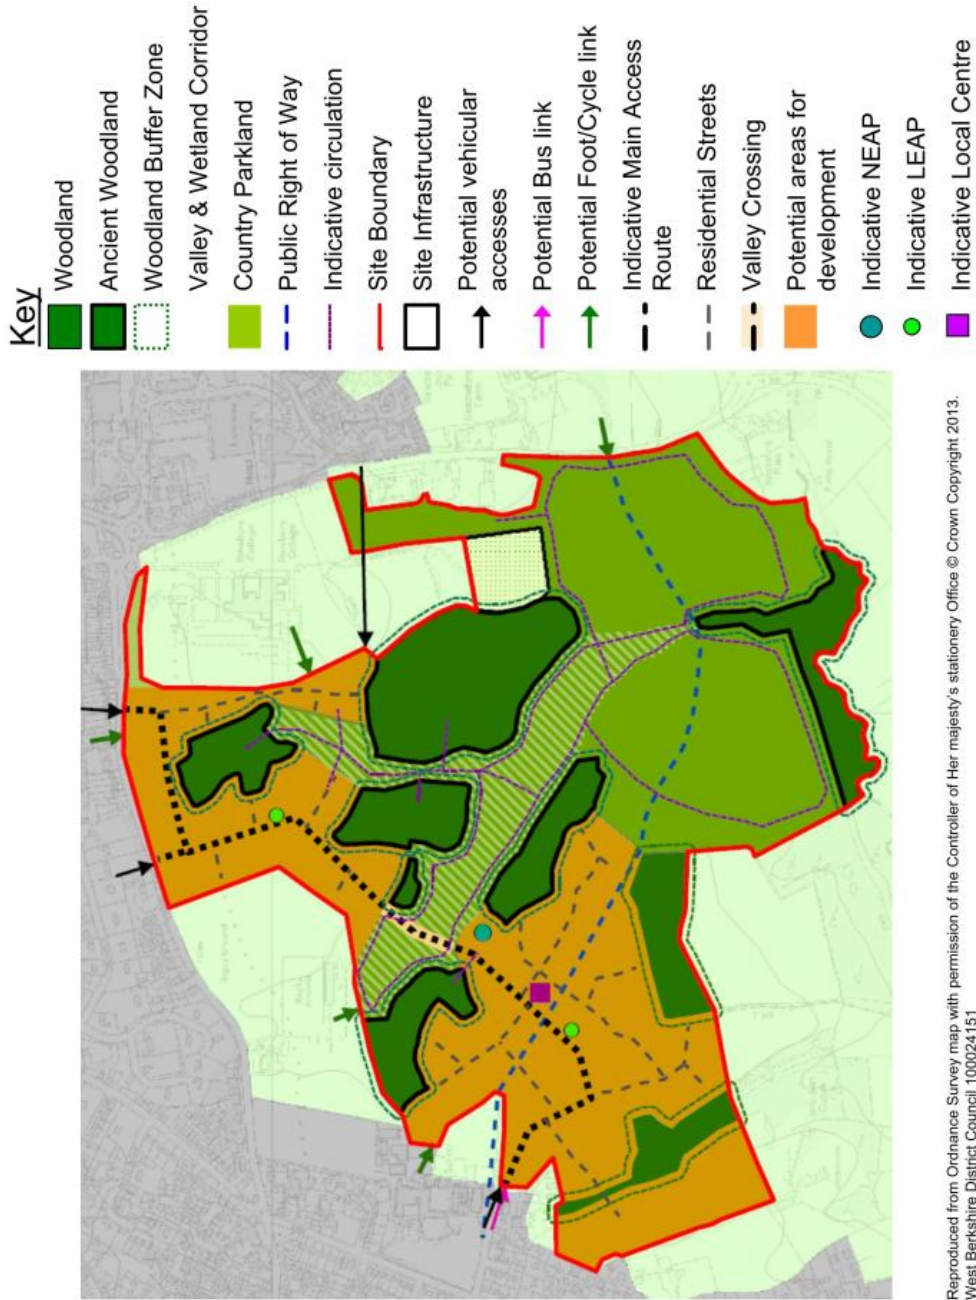 Key
Woodland
Ancient Woodland
Woodland Buffer Zone
Valley & Wetland Corridor
Country Parkland
Public Right of Way
Indicative circulation
Site Boundary
Site Infrastructure
Potential vehicular
accesses
Potential Bus link
Potential Foot/Cycle link
Indicative Main Access
Route
Residential Streets
Valley Crossing
Potential areas for
development
Indicative NEAP
Indicative LEAP
Indicative Local Centre
Newbury
College
Reproduced from Ordnance Survey map with permission of the Controller of Her majesty's stationery Office © Crown Copyright 2013.
West Berkshire District Council 100024151